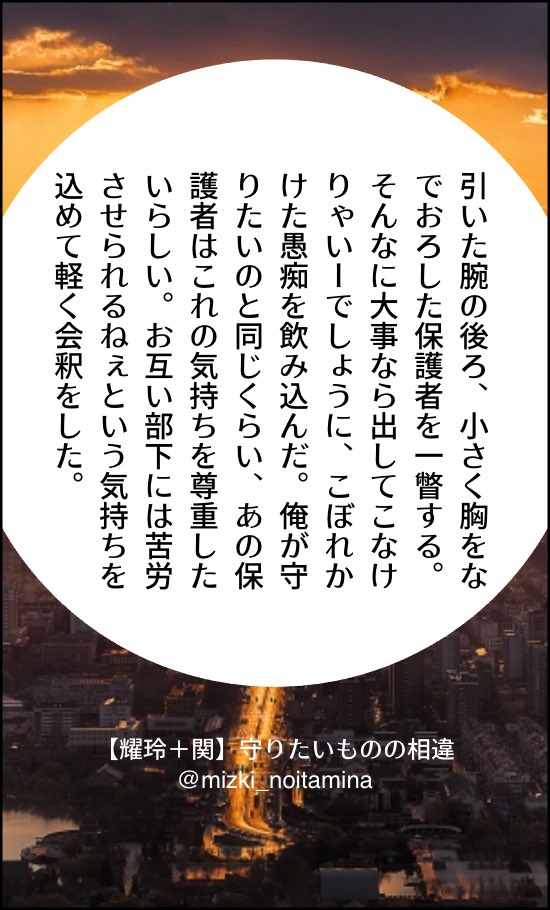 引いた腕の後ろ、小さく胸をな
でおろした保護者を一瞥する。
そんなに大事なら出してこなけ
りゃいーでしょうに、こぼれか
けた愚痴を飲み込んだ。俺が守
りたいのと同じくらい、あの保
護者はこれの気持ちを尊重した
いらしい。お互い部下には苦労
させられるねぇという気持ちを
込めて軽く会釈をした。
【耀玲＋関】守りたいものの相違
@mizki_noitamina